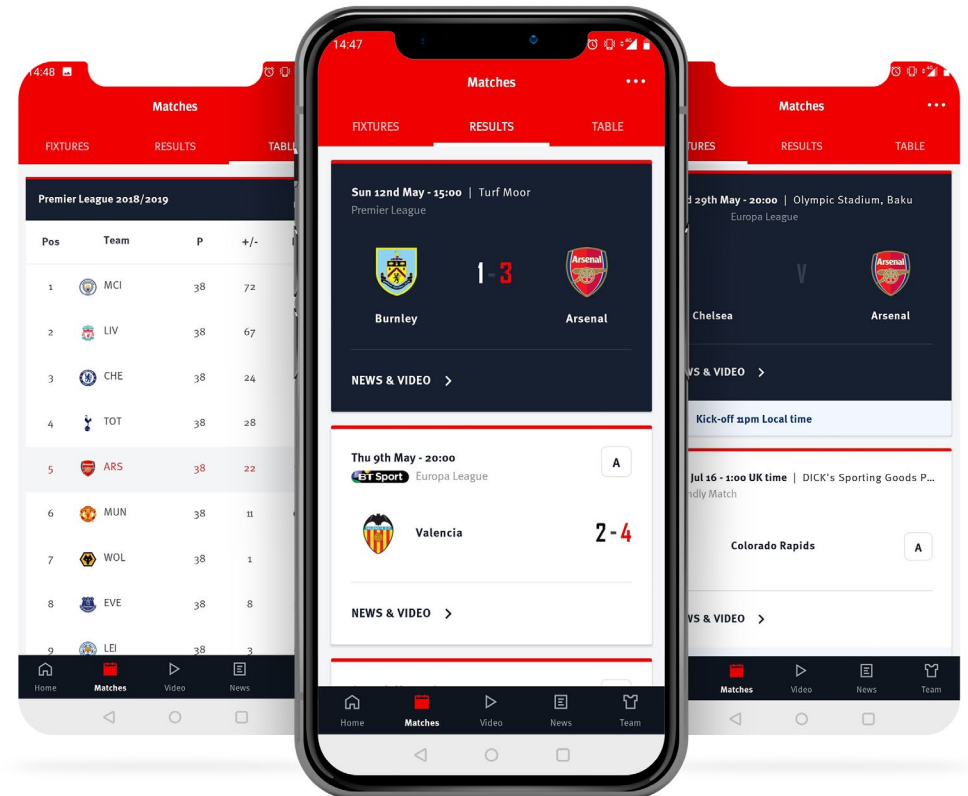 14:48
Matches
FIXTURES RESULTS TABL
Premier League 2018/2019
Pos Team P +/-
1 MCI 38 72
2 LIV 38 67
3 CHE 38 24
4 TOT 38 28
5 ARS 38 22
6 MUN 38 11
7 WOL 38 1
8 EVE 38 8
9 LEI 38 3
Home Matches Video News
14:47
4G
Matches
FIXTURES RESULTS TABLE
Sun 12nd May - 15:00 | Turf Moor
Premier League
Arsenal
1 - 3
Burnley Arsenal
NEWS & VIDEO >
Thu 9th May - 20:00
BT Sport Europa League
A
Valencia 2 - 4
NEWS & VIDEO >
Home Matches Video News Team
4G
Matches
URES RESULTS TABLE
d 29th May - 20:00 | Olympic Stadium, Baku
Europa League
Arsenal
V
Chelsea Arsenal
WS & VIDEO >
Kick-off 11pm Local time
Jul 16 - 1:00 UK time | DICK's Sporting Goods P...
ndly Match
Colorado Rapids A
WS & VIDEO >
Matches Video News Team